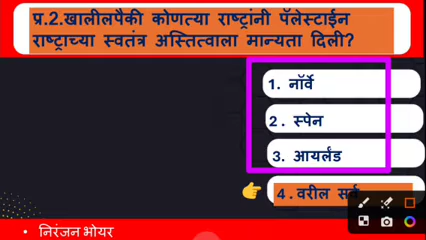 प्र.2.खालीलपैकी कोणत्या राष्ट्रांनी पॅलेस्टाईन
राष्ट्राच्या स्वतंत्र अस्तित्वाला मान्यता दिली?
1. नॉर्वे
2. स्पेन
3. आयर्लंड
4. वरील सर्व
• निरंजन भोयर